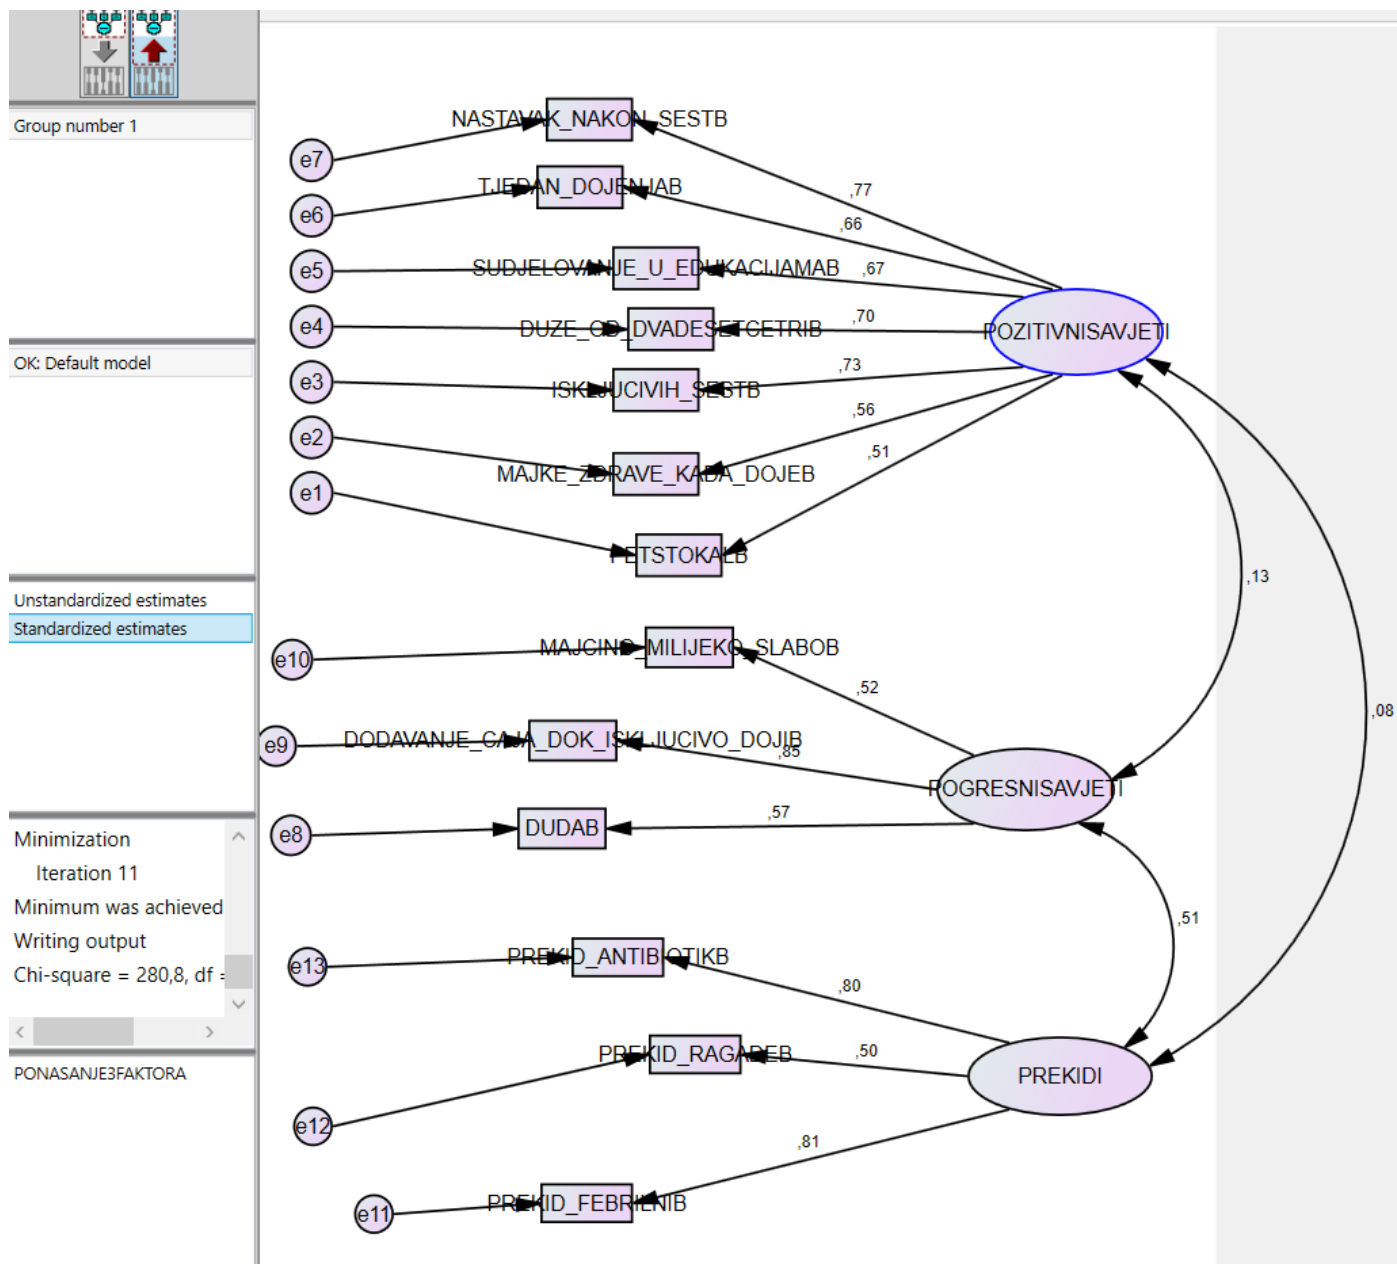 Group number 1
OK: Default model
Unstandardized estimates
Standardized estimates
Minimization
Iteration 11
Minimum was achieved
Writing output
Chi-square = 280,8, df =
PONASANJE3FAKTORA
NASTAVAK_NAKON_SESTB
e7
TJEDAN_DOJENJAB
e6
SUDJELOVANJE_U_EDUKACIJAMAB
e5
DUZE_OD_DVADESETCETRIB
e4
ISKLJUCIVIH_SESTB
e3
MAJKE_ZDRAVE_KADA_DOJEB
e2
PETSTOKALB
e1
,77
,66
,67
,70
,73
,56
,51
POZITIVNISAVJETI
,13
,08
MAJCINO_MILIJEKO_SLABOB
e10
DODAVANJE_CAJA_DOK_ISKLJUCIVO_DOJIB
e9
DUDAB
e8
,52
,85
,57
POGRESNISAVJETI
,51
PREKID_ANTIBIOTIKB
e13
PREKID_RAGADEB
e12
PREKID_FEBRILNIB
e11
,80
,50
,81
PREKIDI